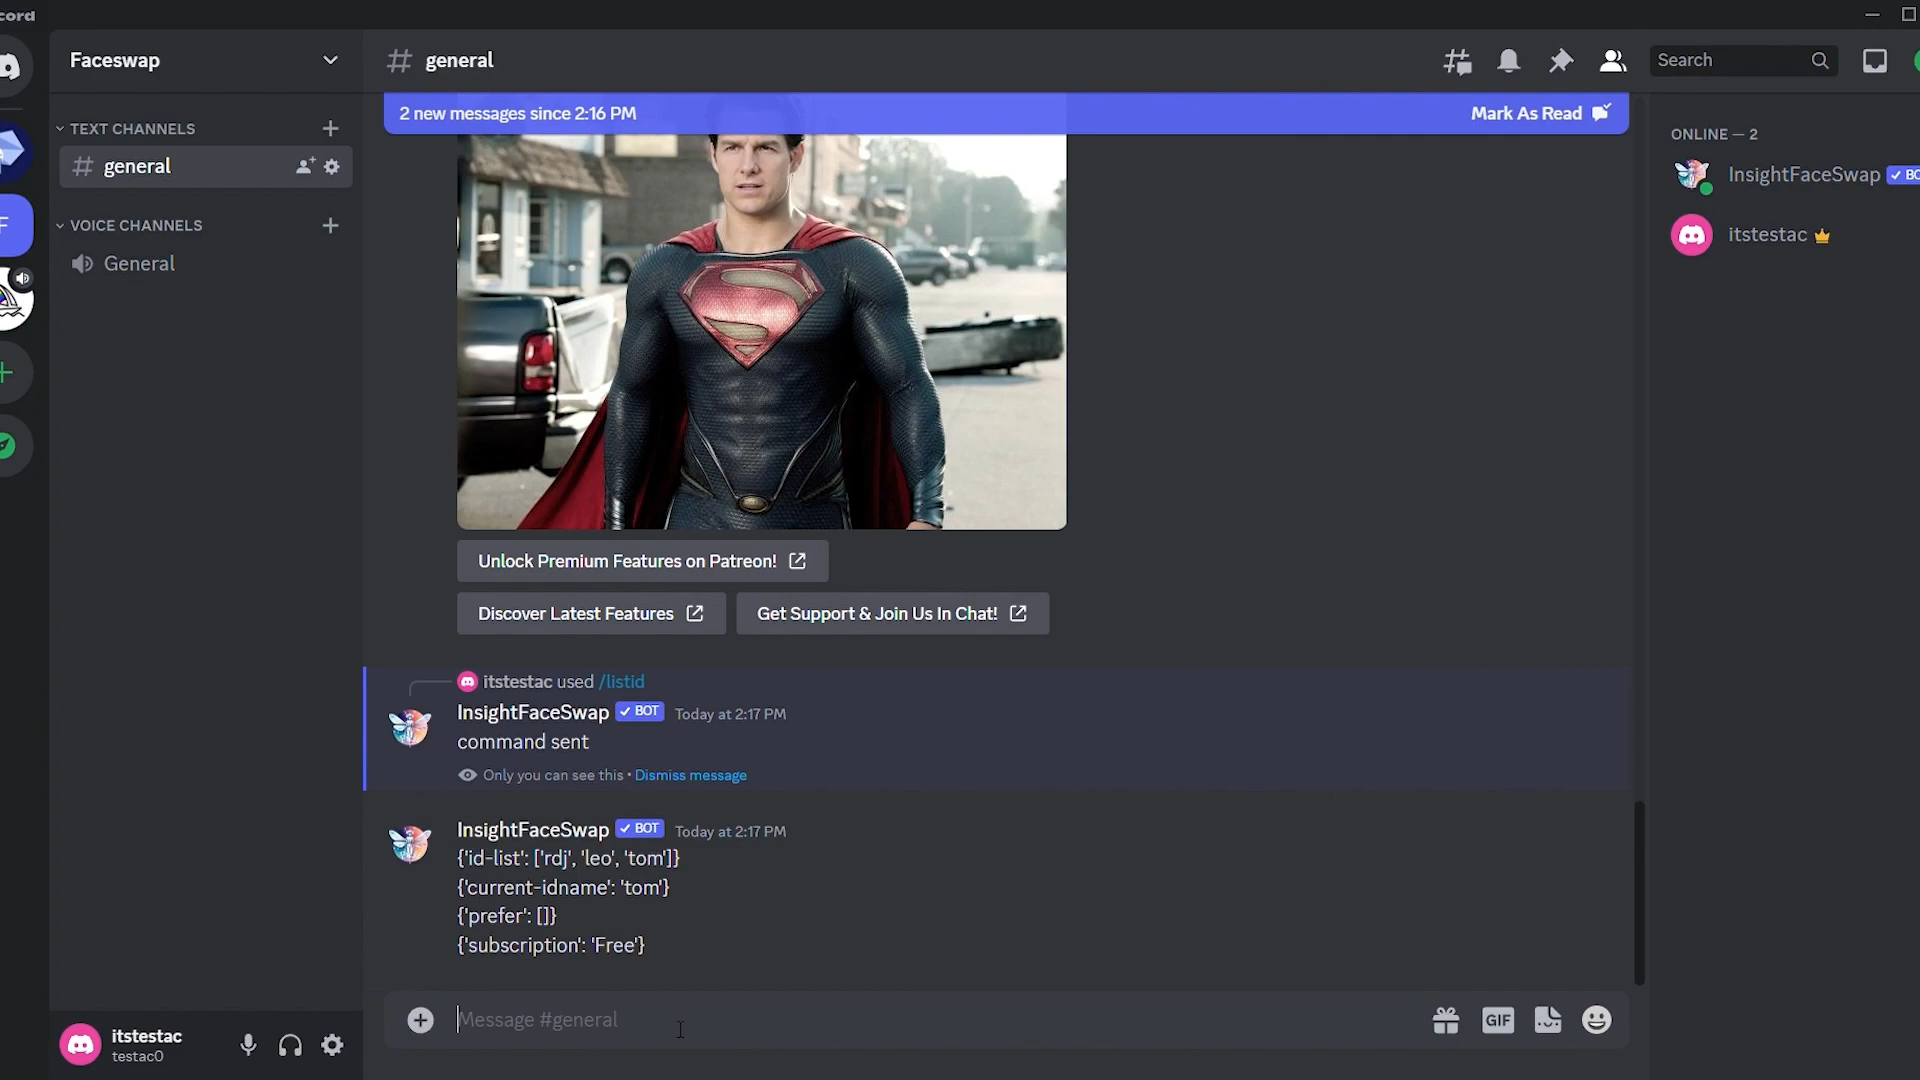 cord
Faceswap
general
Search
2 new messages since 2:16 PM
Mark As Read
TEXT CHANNELS
general
VOICE CHANNELS
General
ONLINE — 2
InsightFaceSwap
itstestac
Unlock Premium Features on Patreon!
Discover Latest Features
Get Support & Join Us In Chat!
itstestac used /listid
InsightFaceSwap BOT Today at 2:17 PM
command sent
Only you can see this • Dismiss message
InsightFaceSwap BOT Today at 2:17 PM
{'id-list': ['rdj', 'leo', 'tom']}
{'current-idname': 'tom'}
{'prefer': []}
{'subscription': 'Free'}
Message #general
GIF
itstestac
testac0